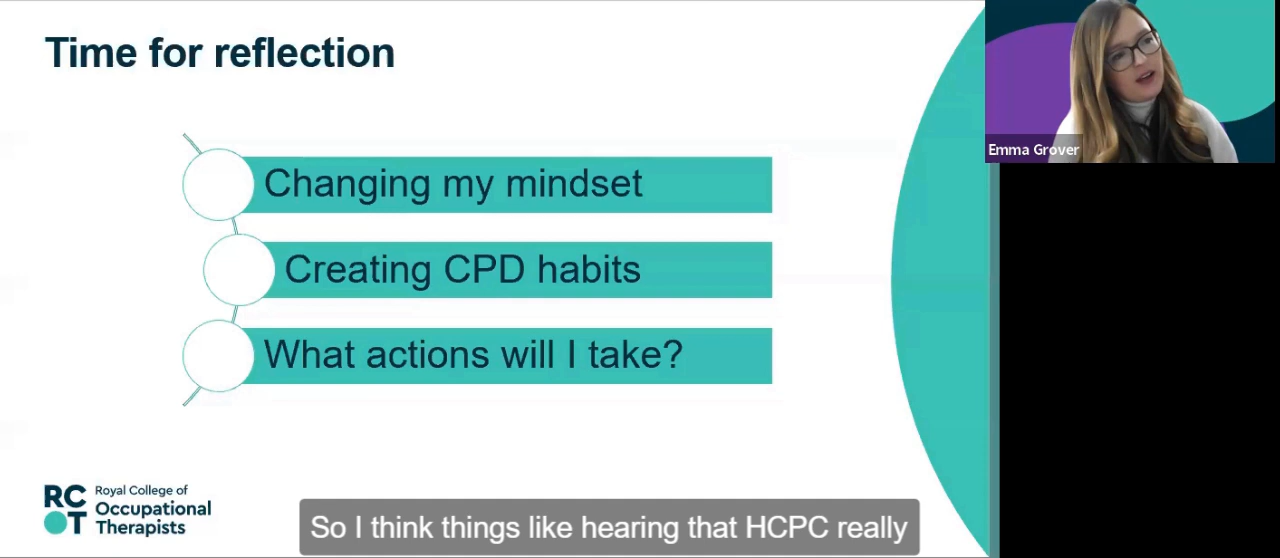 Time for reflection
Emma Grover
Changing my mindset
Creating CPD habits
What actions will I take?
RC
OT
Royal College of
Occupational
Therapists
So I think things like hearing that HCPC really